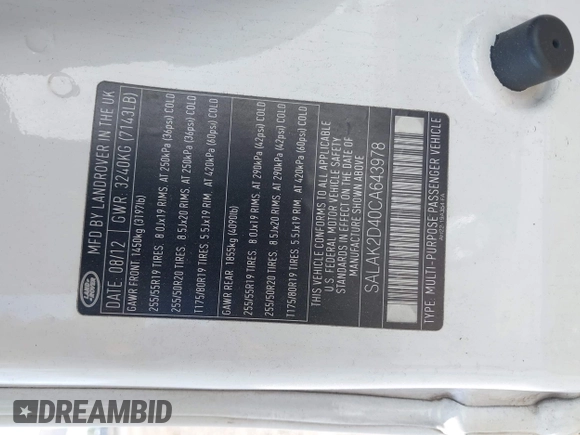 MFD BY LANDROVER IN THE UK
DATE: 08/12 GVWR 3240KG (7143LB)
GAWR FRONT: 1450kg (3197lb)
255/55R19 TIRES. 8.0Jx19 RIMS. AT 250kPa (36psi) COLD
255/50R20 TIRES. 8.5Jx20 RIMS. AT 250kPa (36psi) COLD
T175/80R19 TIRES. 5.5Jx19 RIM. AT 420kPa (60psi) COLD
GAWR REAR 1855kg (4090lb)
255/55R19 TIRES. 8.0Jx19 RIMS. AT 290kPa (42psi) COLD
255/50R20 TIRES. 8.5Jx20 RIMS. AT 290kPa (42psi) COLD
T175/80R19 TIRES. 5.5Jx19 RIM. AT 420kPa (60psi) COLD
THIS VEHICLE CONFORMS TO ALL APPLICABLE
U.S. FEDERAL MOTOR VEHICLE SAFETY
STANDARDS IN EFFECT ON THE DATE OF
MANUFACTURE SHOWN ABOVE.
SALAK2D40CA643978
TYPE: MULTI-PURPOSE PASSENGER VEHICLE
LAND ROVER
DREAMBID